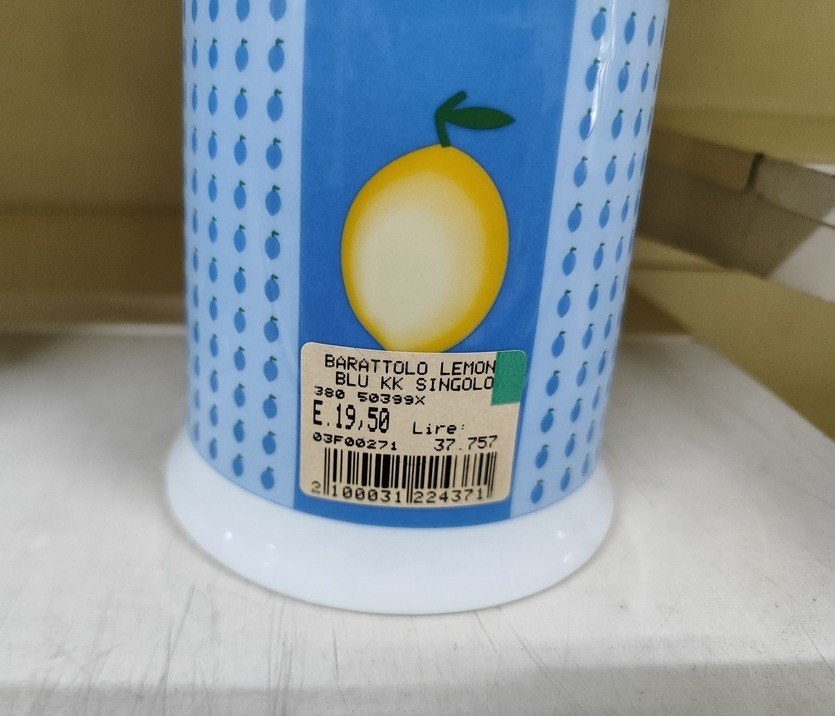 BARATTOLO LEMON
BLU KK SINGOLO
380 50399X
E.19,50 Lire:
03F00271 37.757
2 100031 224371